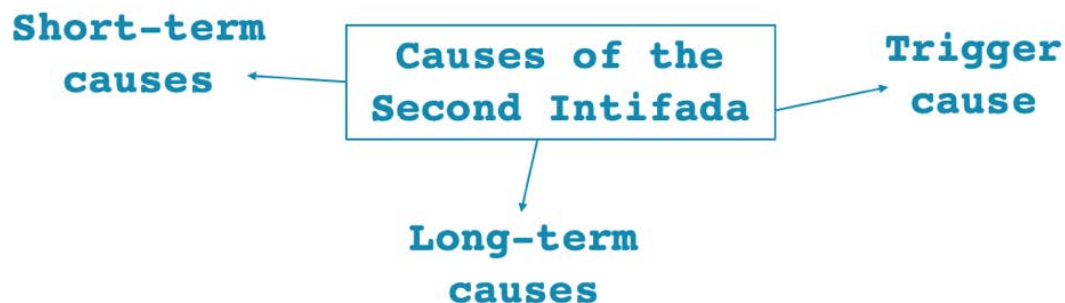 Short-term
causes
Causes of the
Second Intifada
Trigger
cause
Long-term
causes